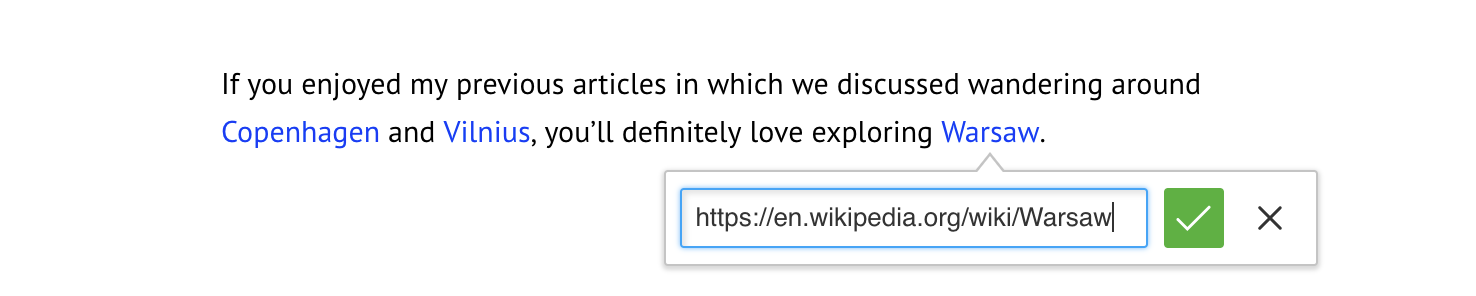 If you enjoyed my previous articles in which we discussed wandering around
Copenhagen and Vilnius, you’ll definitely love exploring Warsaw.
https://en.wikipedia.org/wiki/Warsaw